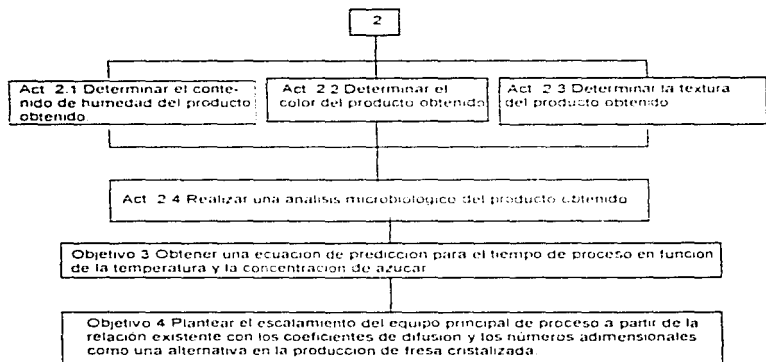 2
Act 2.1 Determinar el conte-
nido de humedad del producto
obtenido
Act 2.2 Determinar el
color del producto obtenido
Act 2.3 Determinar la textura
del producto obtenido
Act 2.4 Realizar una analisis microbiologico del producto obtenido
Objetivo 3 Obtener una ecuacion de prediccion para el tiempo de proceso en funcion
de la temperatura y la concentracion de azucar
Objetivo 4 Plantear el escalamiento del equipo principal de proceso a partir de la
relación existente con los coeficientes de difusion y los números adimensionales
como una alternativa en la produccion de fresa cristalizada.